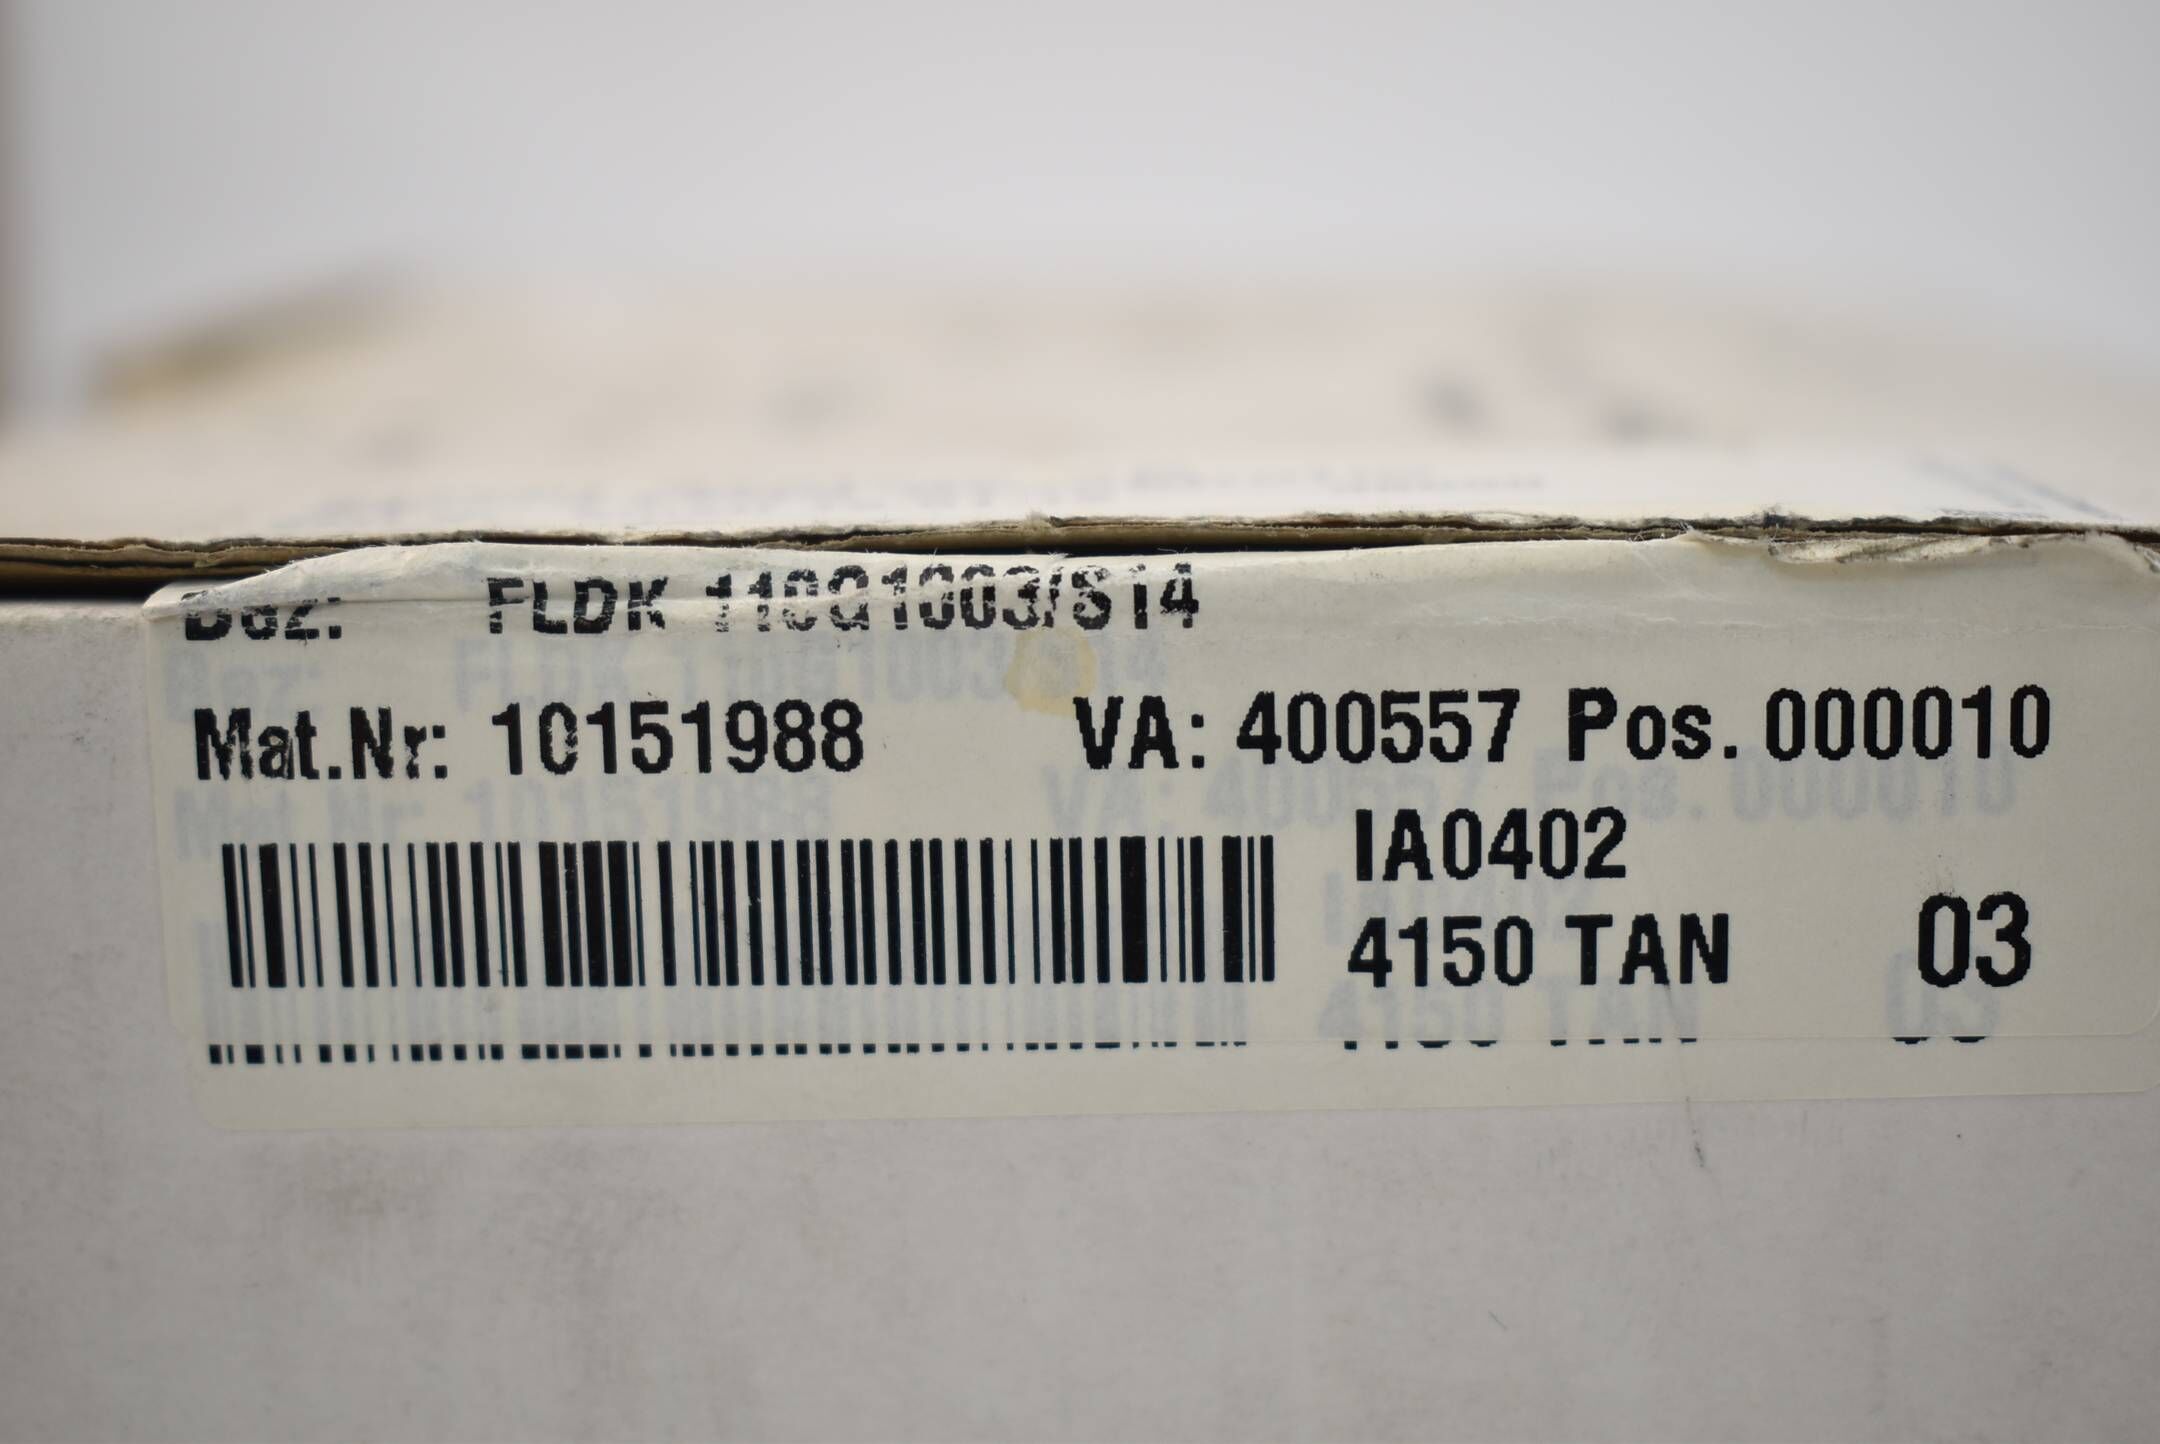 Bez: FLDK 110G1003/S14
Mat.Nr: 10151988 VA: 400557 Pos. 000010
IA0402
4150 TAN 03